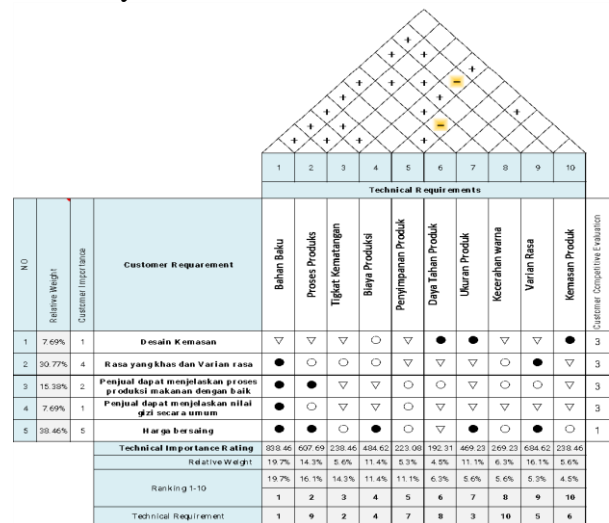 1 2 3 4 5 6 7 8 9 10
Technical Requirements
NO Relative Weight Customer Importance Customer Requarement Bahan Baku Proses Produks Tigkat Kematangan Biaya Produksi Penyimpanan Produk Daya Tahan Produk Ukuran Produk Kecerahan warna Varian Rasa Kemasan Produk Customer Competitive Evaluation
1 7.69% 1 Desain Kemasan ▽ ▽ ▽ ○ ▽ ● ● ▽ ▽ ● 3
2 30.77% 4 Rasa yang khas dan Varian rasa ● ○ ○ ○ ▽ ▽ ▽ ○ ● ▽ 3
3 15.38% 2 Penjual dapat menjelaskan proses
produksi makanan dengan baik ● ● ▽ ▽ ○ ○ ▽ ○ ○ ▽ 3
4 7.69% 1 Penjual dapat menjelaskan nilai
gizi secara umum ● ○ ▽ ▽ ▽ ▽ ▽ ▽ ▽ ▽ 3
5 38.46% 5 Harga bersaing ● ● ○ ● ○ ▽ ● ▽ ● ○ 1
Technical Importance Rating 838.46 607.69 238.46 484.62 223.08 192.31 469.23 269.23 684.62 238.46
Relative Weight 19.7% 14.3% 5.6% 11.4% 5.3% 4.5% 11.1% 6.3% 16.1% 5.6%
Ranking 1-10 19.7% 16.1% 14.3% 11.4% 11.1% 6.3% 5.6% 5.6% 5.3% 4.5%
1 2 3 4 5 6 7 8 9 10
Technical Requirement 1 9 2 4 7 8 3 10 5 6